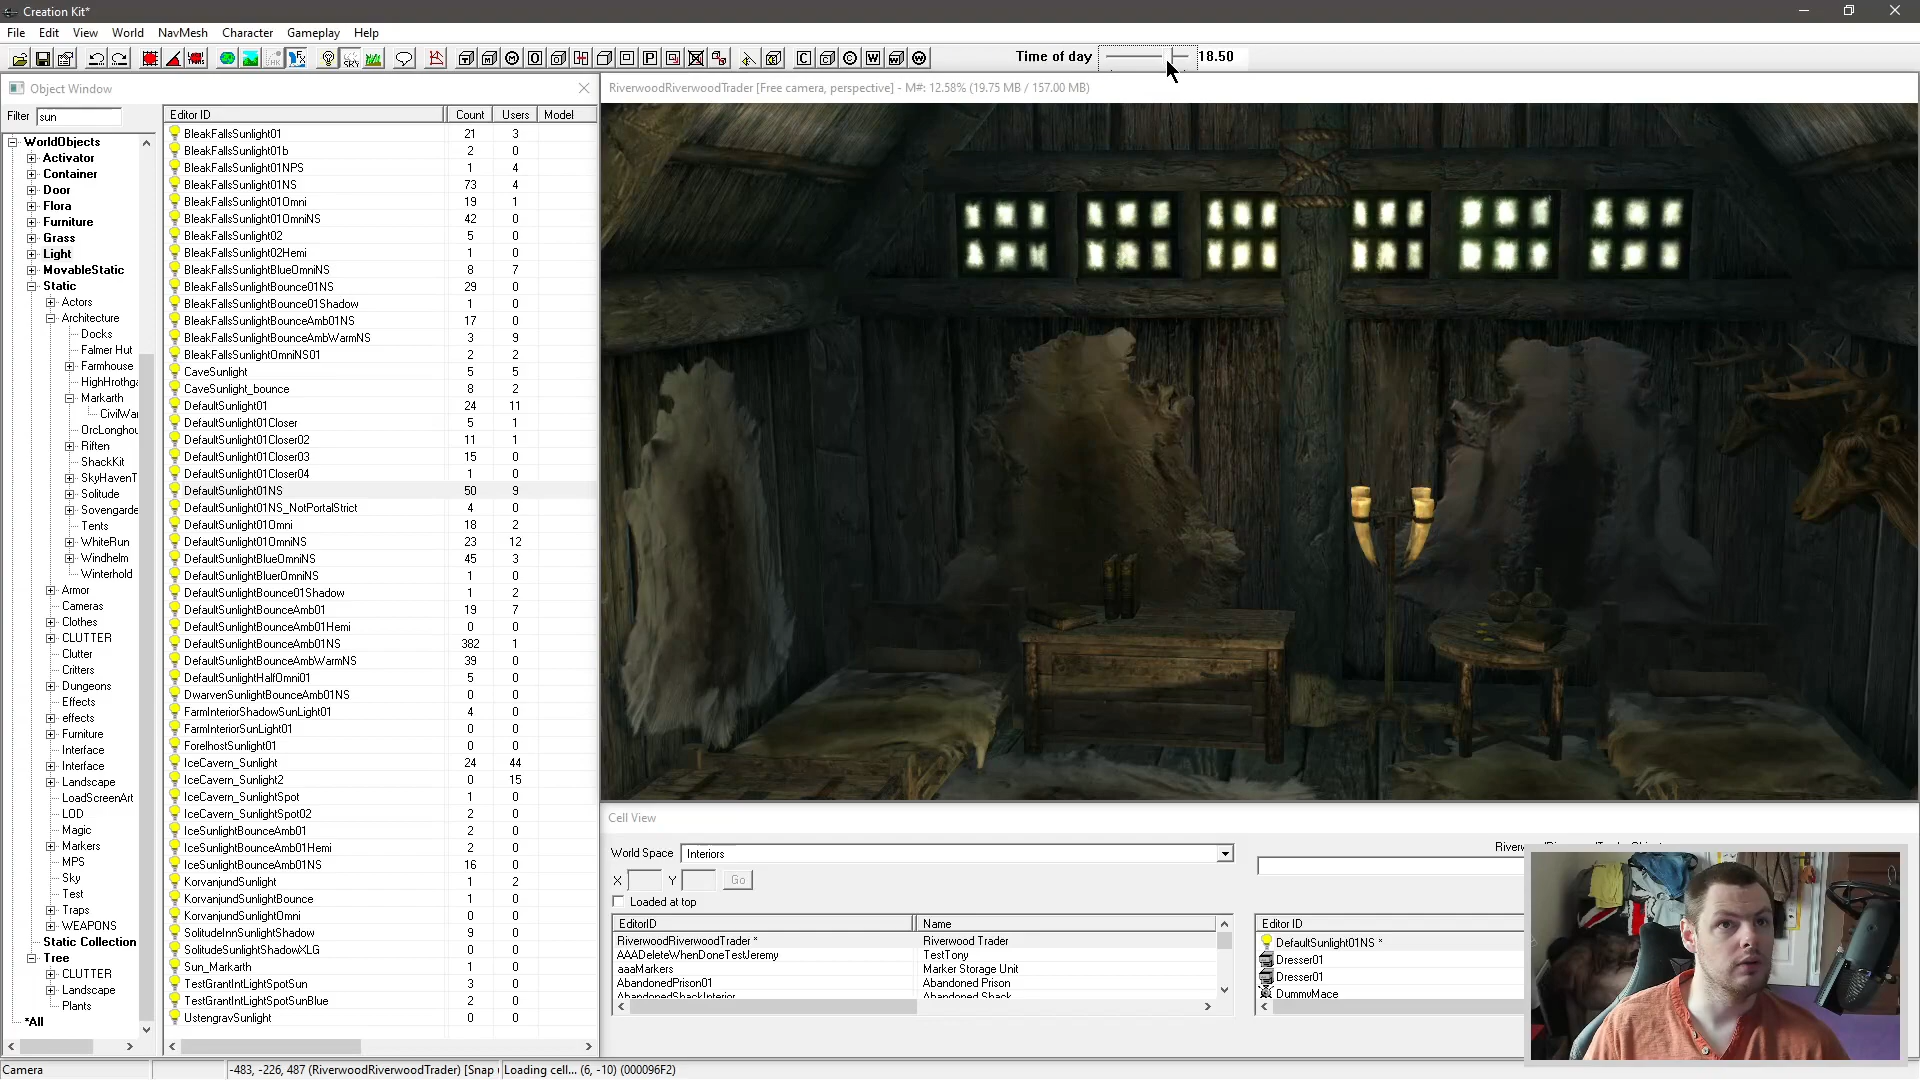 Creation Kit*
File Edit View World NavMesh Character Gameplay Help
Time of day 18.50
Object Window
RiverwoodRiverwoodTrader [Free camera, perspective] - M#: 12.58% (19.75 MB / 157.00 MB)
Filter sun
Editor ID Count Users Model
WorldObjects
Activator
Container
Door
Flora
Furniture
Grass
Light
MovableStatic
Static
Actors
Architecture
Docks
Falmer Hut
Farmhouse
HighHrothga
Markarth
CivilWar
OrcLonghou
Riften
ShackKit
SkyHavenT
Solitude
Sovengarde
Tents
WhiteRun
Windhelm
Winterhold
Armor
Cameras
Clothes
CLUTTER
Clutter
Critters
Dungeons
Effects
effects
Furniture
Interface
Interface
Landscape
LoadScreenArt
LOD
Magic
Markers
MPS
Sky
Test
Traps
WEAPONS
Static Collection
Tree
CLUTTER
Landscape
Plants
*All
BleakFallsSunlight01 21 3
BleakFallsSunlight01b 2 0
BleakFallsSunlight01NPS 1 4
BleakFallsSunlight01NS 73 4
BleakFallsSunlight01Omni 19 1
BleakFallsSunlight01OmniNS 42 0
BleakFallsSunlight02 5 0
BleakFallsSunlight02Hemi 1 0
BleakFallsSunlightBlueOmniNS 8 7
BleakFallsSunlightBounce01NS 29 0
BleakFallsSunlightBounce01Shadow 1 0
BleakFallsSunlightBounceAmb01NS 17 0
BleakFallsSunlightBounceAmbWarmNS 3 9
BleakFallsSunlightOmniNS01 2 2
CaveSunlight 5 5
CaveSunlight_bounce 8 2
DefaultSunlight01 24 11
DefaultSunlight01Closer 5 1
DefaultSunlight01Closer02 11 1
DefaultSunlight01Closer03 15 0
DefaultSunlight01Closer04 1 0
DefaultSunlight01NS 50 9
DefaultSunlight01NS_NotPortalStrict 4 0
DefaultSunlight01Omni 18 2
DefaultSunlight01OmniNS 23 12
DefaultSunlightBlueOmniNS 45 3
DefaultSunlightBluerOmniNS 1 0
DefaultSunlightBounce01Shadow 1 2
DefaultSunlightBounceAmb01 19 7
DefaultSunlightBounceAmb01Hemi 0 0
DefaultSunlightBounceAmb01NS 382 1
DefaultSunlightBounceAmbWarmNS 39 0
DefaultSunlightHalfOmni01 5 0
DwarvenSunlightBounceAmb01NS 0 0
FarmInteriorShadowSunLight01 4 0
FarmInteriorSunLight01 0 0
ForelhostSunlight01 0 0
IceCavern_Sunlight 24 44
IceCavern_Sunlight2 0 15
IceCavern_SunlightSpot 1 0
IceCavern_SunlightSpot02 2 0
IceSunlightBounceAmb01 2 0
IceSunlightBounceAmb01Hemi 2 0
IceSunlightBounceAmb01NS 16 0
KorvanjundSunlight 1 2
KorvanjundSunlightBounce 1 0
KorvanjundSunlightOmni 0 0
SolitudeInnSunlightShadow 9 0
SolitudeSunlightShadowXLG 0 0
Sun_Markarth 1 0
TestGrantIntLightSpotSun 3 0
TestGrantIntLightSpotSunBlue 2 0
UstengravSunlight 0 0
Cell View
World Space Interiors
X Y Go
Loaded at top
EditorID Name
RiverwoodRiverwoodTrader * Riverwood Trader
AAADeleteWhenDoneTestJeremy TestTony
aaaMarkers Marker Storage Unit
AbandonedPrison01 Abandoned Prison
AbandonedShackInterior Abandoned Shack
Editor ID
DefaultSunlight01NS *
Dresser01
Dresser01
DummyMace
Camera
-483, -226, 487 (RiverwoodRiverwoodTrader) [Snap
Loading cell... (6, -10) (000096F2)